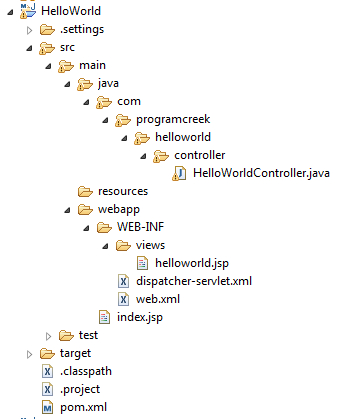 HelloWorld
.settings
src
main
java
com
programcreek
helloworld
controller
HelloWorldController.java
resources
webapp
WEB-INF
views
helloworld.jsp
dispatcher-servlet.xml
web.xml
index.jsp
test
target
.classpath
.project
pom.xml